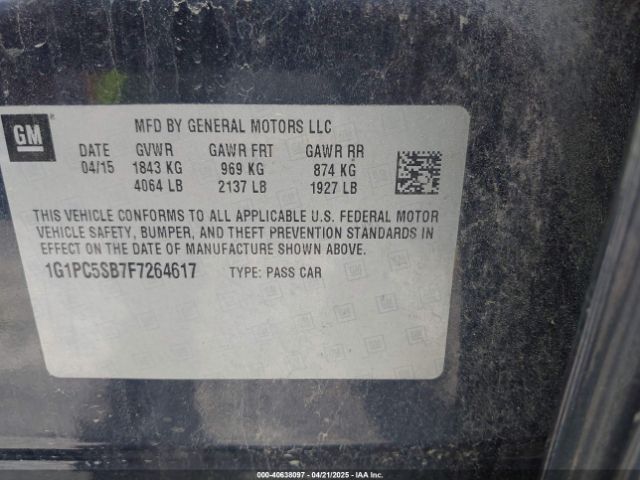 GM
MFD BY GENERAL MOTORS LLC
DATE GVWR GAWR FRT GAWR RR
04/15 1843 KG 969 KG 874 KG
4064 LB 2137 LB 1927 LB
THIS VEHICLE CONFORMS TO ALL APPLICABLE U.S. FEDERAL MOTOR
VEHICLE SAFETY, BUMPER, AND THEFT PREVENTION STANDARDS IN
EFFECT ON THE DATE OF MANUFACTURE SHOWN ABOVE.
1G1PC5SB7F7264617 TYPE: PASS CAR
000-40638097 - 04/21/2025 - IAAI.COM